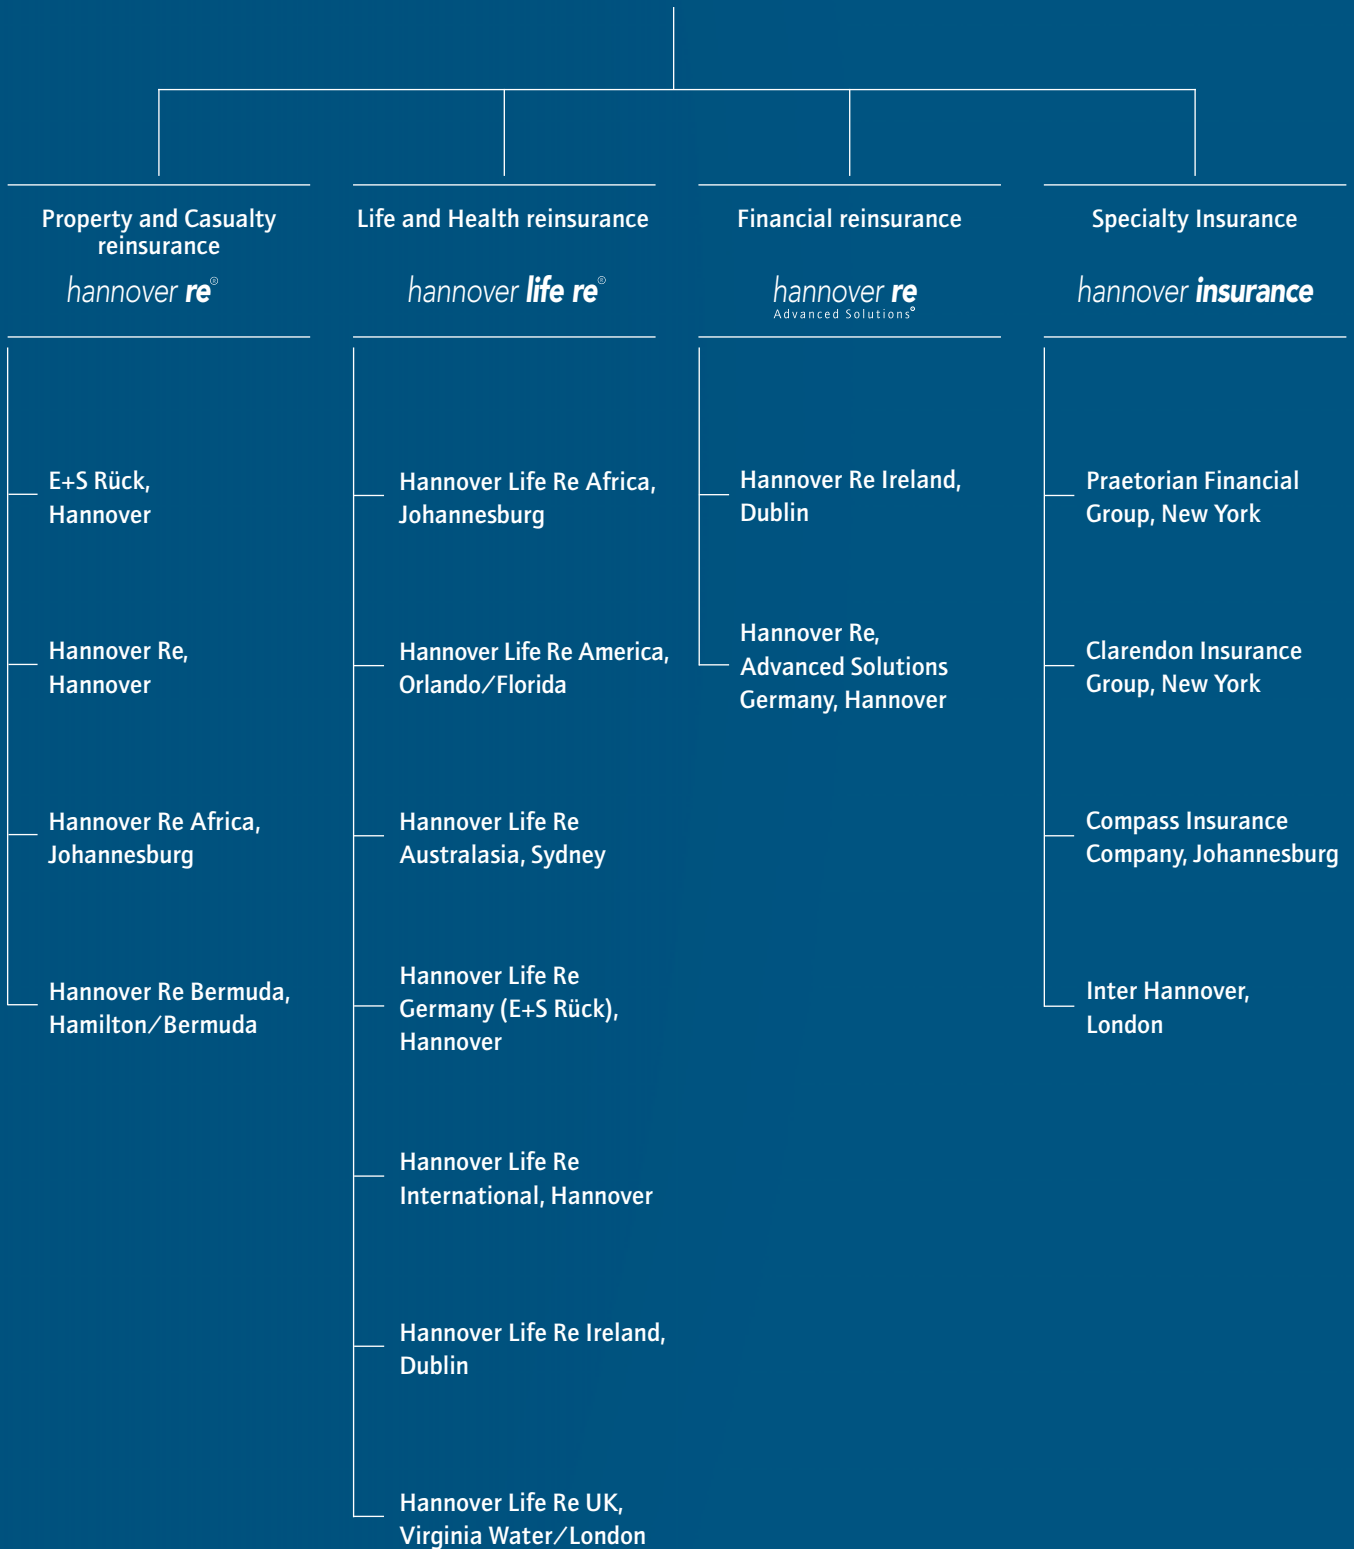 Property and Casualty
reinsurance
hannover re®
Life and Health reinsurance
hannover life re®
Financial reinsurance
hannover re
Advanced Solutions®
Specialty Insurance
hannover insurance
E+S Rück,
Hannover
Hannover Re,
Hannover
Hannover Re Africa,
Johannesburg
Hannover Re Bermuda,
Hamilton/Bermuda
Hannover Life Re Africa,
Johannesburg
Hannover Life Re America,
Orlando/Florida
Hannover Life Re
Australasia, Sydney
Hannover Life Re
Germany (E+S Rück),
Hannover
Hannover Life Re
International, Hannover
Hannover Life Re Ireland,
Dublin
Hannover Life Re UK,
Virginia Water/London
Hannover Re Ireland,
Dublin
Hannover Re,
Advanced Solutions
Germany, Hannover
Praetorian Financial
Group, New York
Clarendon Insurance
Group, New York
Compass Insurance
Company, Johannesburg
Inter Hannover,
London